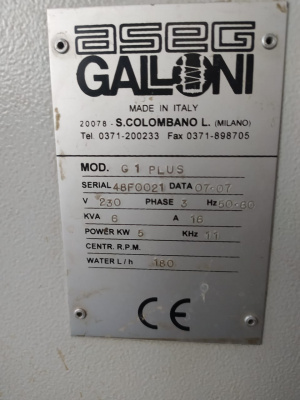 aseg
GALLONI
MADE IN ITALY
20078 - S.COLOMBANO L. (MILANO)
Tel. 0371-200233 Fax 0371-898705
MOD. G 1 PLUS
SERIAL 48F0021 DATA 07-07
V 230 PHASE 3 Hz 50-60
KVA 6 A 16
POWER KW 5 KHz 11
CENTR. R.P.M.
WATER L/h 180
CE